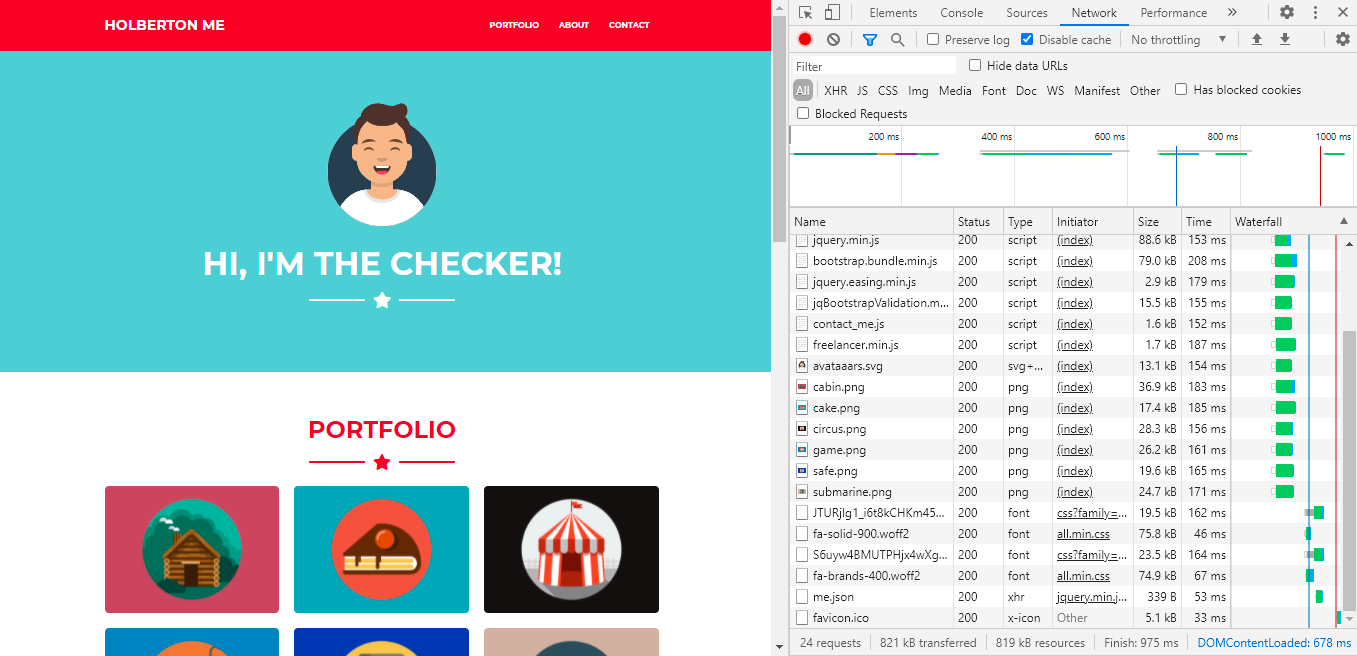 HOLBERTON ME PORTFOLIO ABOUT CONTACT
HI, I'M THE CHECKER!
PORTFOLIO
Elements Console Sources Network Performance
Preserve log Disable cache No throttling
Filter Hide data URLs
All XHR JS CSS Img Media Font Doc WS Manifest Other Has blocked cookies
Blocked Requests
200 ms 400 ms 600 ms 800 ms 1000 ms
Name Status Type Initiator Size Time Waterfall
jquery.min.js 200 script (index) 88.6 kB 153 ms
bootstrap.bundle.min.js 200 script (index) 79.0 kB 208 ms
jquery.easing.min.js 200 script (index) 2.9 kB 179 ms
jqBootstrapValidation.m... 200 script (index) 15.5 kB 155 ms
contact_me.js 200 script (index) 1.6 kB 152 ms
freelancer.min.js 200 script (index) 1.7 kB 187 ms
avataaars.svg 200 svg+... (index) 13.1 kB 154 ms
cabin.png 200 png (index) 36.9 kB 183 ms
cake.png 200 png (index) 17.4 kB 185 ms
circus.png 200 png (index) 28.3 kB 156 ms
game.png 200 png (index) 26.2 kB 161 ms
safe.png 200 png (index) 19.6 kB 165 ms
submarine.png 200 png (index) 24.7 kB 171 ms
JTURjIg1_i6t8kCHKm45... 200 font css?family=... 19.5 kB 162 ms
fa-solid-900.woff2 200 font all.min.css 75.8 kB 46 ms
S6uyw4BMUTPHjx4wXg... 200 font css?family=... 23.5 kB 164 ms
fa-brands-400.woff2 200 font all.min.css 74.9 kB 67 ms
me.json 200 xhr jquery.min.j... 339 B 53 ms
favicon.ico 200 x-icon Other 5.1 kB 33 ms
24 requests 821 kB transferred 819 kB resources Finish: 975 ms DOMContentLoaded: 678 ms